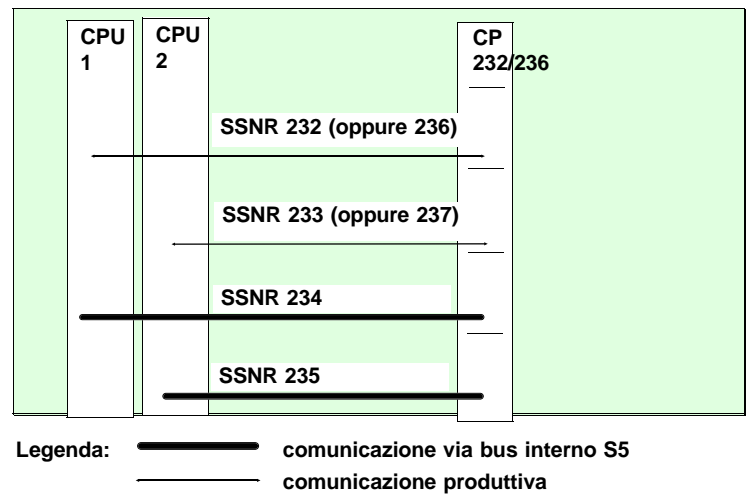 CPU
1
CPU
2
CP
232/236
SSNR 232 (oppure 236)
SSNR 233 (oppure 237)
SSNR 234
SSNR 235
Legenda:
comunicazione via bus interno S5
comunicazione produttiva